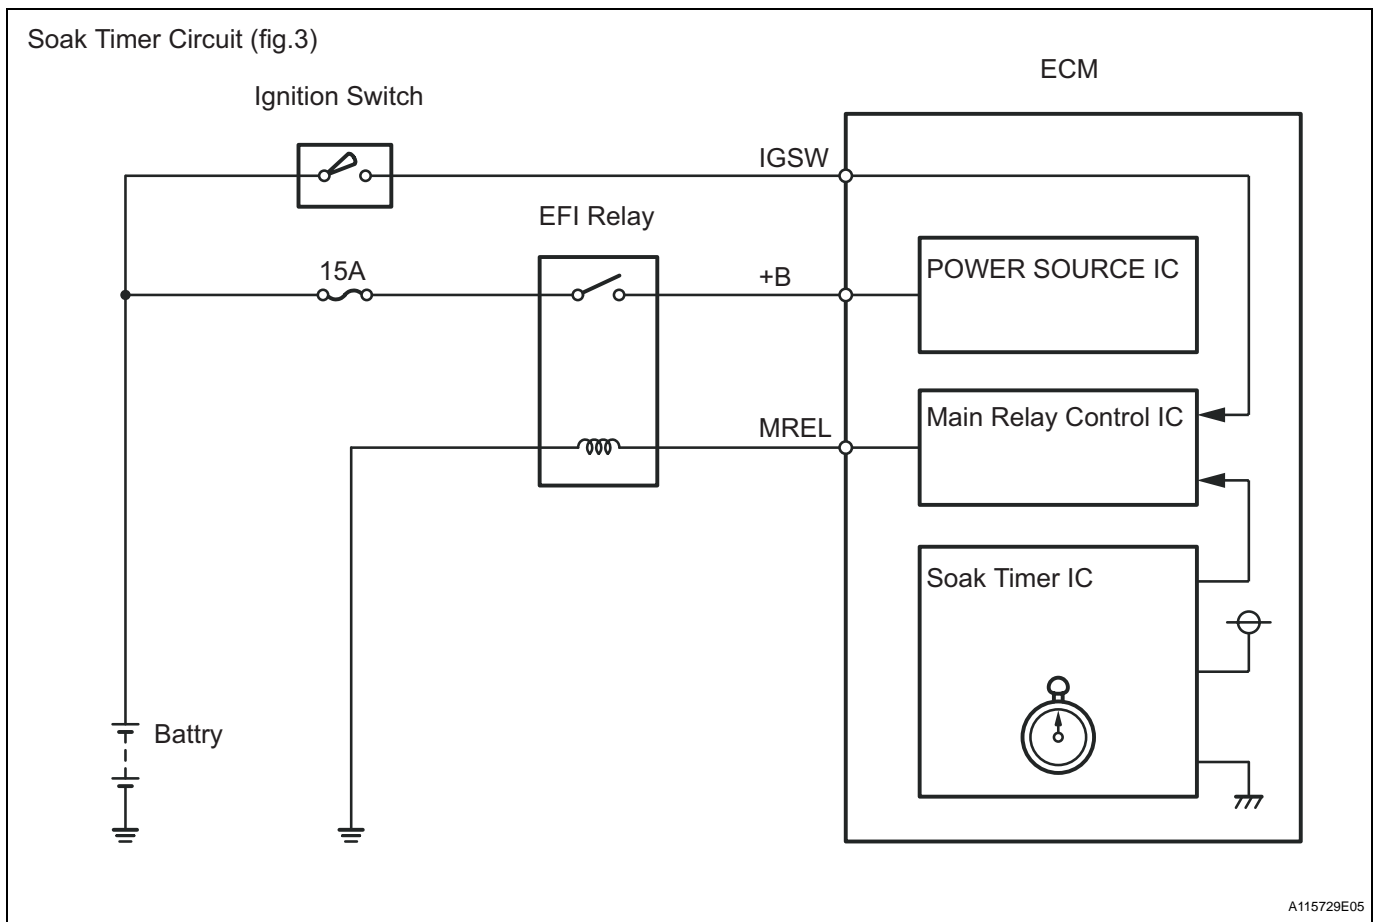 Soak Timer Circuit (fig.3)
ECM
Ignition Switch
IGSW
EFI Relay
15A
+B
POWER SOURCE IC
MREL
Main Relay Control IC
Soak Timer IC
Battry
A115729E05